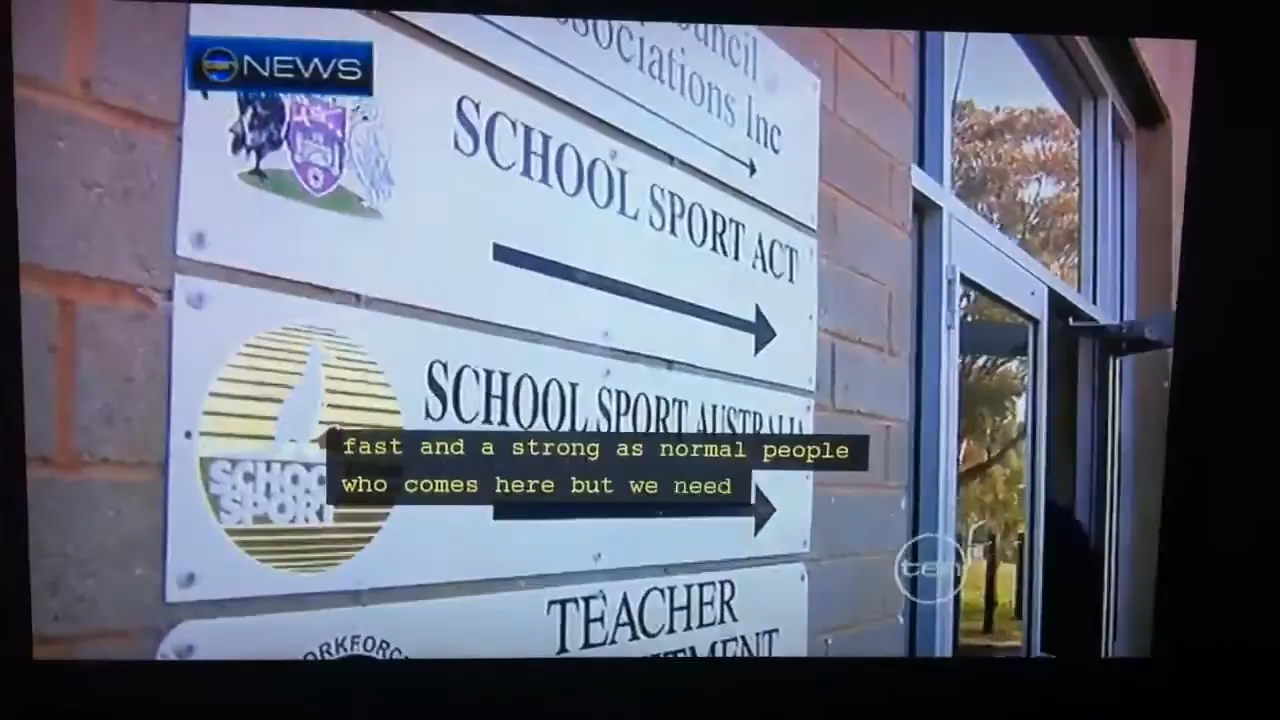 NEWS
Associations Inc
SCHOOL SPORT ACT
SCHOOL SPORT AUSTRALIA
SCHOOL
SPORT
fast and a strong as normal people
who comes here but we need
ten
TEACHER